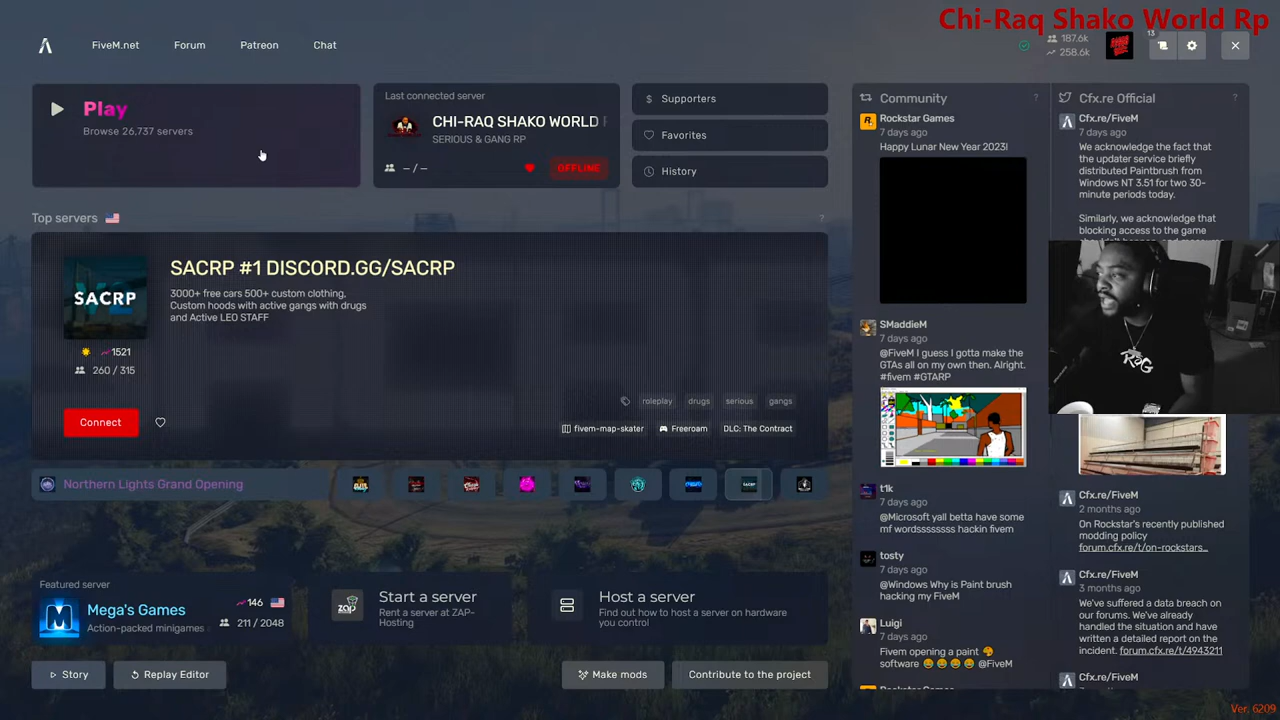 Chi-Raq Shako World Rp
FiveM.net
Forum
Patreon
Chat
187.6k
258.6k
13
Play
Browse 26,737 servers
Last connected server
CHI-RAQ SHAKO WORLD
SERIOUS & GANG RP
– / –
OFFLINE
$ Supporters
Favorites
History
Top servers
?
SACRP
SACRP #1 DISCORD.GG/SACRP
3000+ free cars 500+ custom clothing,
Custom hoods with active gangs with drugs
and Active LEO STAFF
1521
260 / 315
Connect
roleplay
drugs
serious
gangs
fivem-map-skater
Freeroam
DLC: The Contract
Northern Lights Grand Opening
Featured server
Mega's Games
Action-packed minigames
146
211 / 2048
ZAP
Start a server
Rent a server at ZAP-
Hosting
Host a server
Find out how to host a server on hardware
you control
Story
Replay Editor
Make mods
Contribute to the project
Community
?
Rockstar Games
7 days ago
Happy Lunar New Year 2023!
SMaddieM
7 days ago
@FiveM I guess I gotta make the
GTAs all on my own then. Alright.
#fivem #GTARP
t1k
7 days ago
@Microsoft yall betta have some
mf wordsssssss hackin fivem
tosty
7 days ago
@Windows Why is Paint brush
hacking my FiveM
Luigi
7 days ago
Fivem opening a paint
software @FiveM
Rockstar Games
Cfx.re Official
?
Cfx.re/FiveM
7 days ago
We acknowledge the fact that
the updater service briefly
distributed Paintbrush from
Windows NT 3.51 for two 30-
minute periods today.
Similarly, we acknowledge that
blocking access to the game
Cfx.re/FiveM
2 months ago
On Rockstar's recently published
modding policy
forum.cfx.re/t/on-rockstars…
Cfx.re/FiveM
3 months ago
We've suffered a data breach on
our forums. We've already
handled the situation and have
written a detailed report on the
incident. forum.cfx.re/t/4943211
Cfx.re/FiveM
Ver. 6209